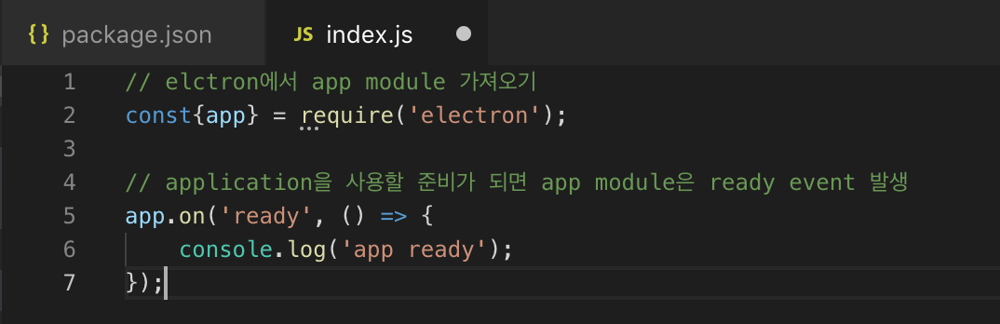 {} package.json JS index.js
1 // elctron에서 app module 가져오기
2 const{app} = require('electron');
3
4 // application을 사용할 준비가 되면 app module은 ready event 발생
5 app.on('ready', () => {
6     console.log('app ready');
7 });